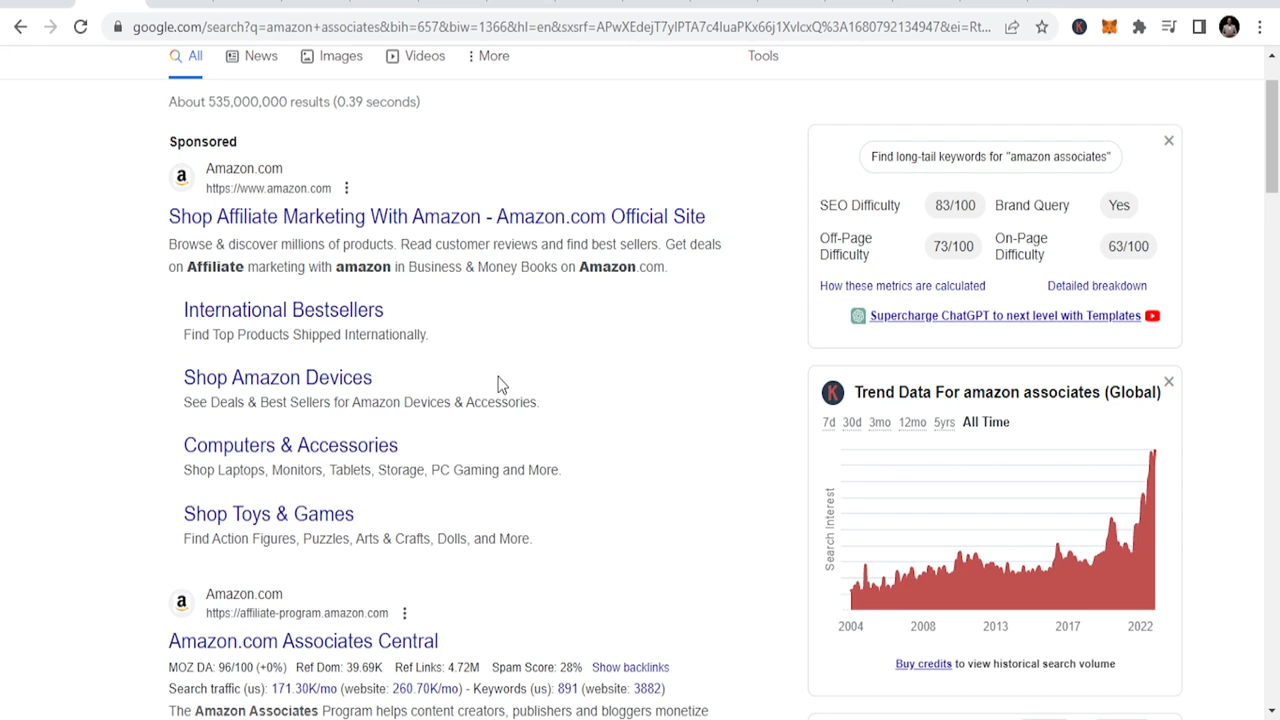 google.com/search?q=amazon+associates&bih=657&biw=1366&hl=en&sxsrf=APwXEdejT7yIPTA7c4luaPKx66j1XvlcxQ%3A1680792134947&ei=Rt...
All
News
Images
Videos
More
Tools
About 535,000,000 results (0.39 seconds)
Sponsored
a
Amazon.com
https://www.amazon.com
Shop Affiliate Marketing With Amazon - Amazon.com Official Site
Browse & discover millions of products. Read customer reviews and find best sellers. Get deals
on Affiliate marketing with amazon in Business & Money Books on Amazon.com.
International Bestsellers
Find Top Products Shipped Internationally.
Shop Amazon Devices
See Deals & Best Sellers for Amazon Devices & Accessories.
Computers & Accessories
Shop Laptops, Monitors, Tablets, Storage, PC Gaming and More.
Shop Toys & Games
Find Action Figures, Puzzles, Arts & Crafts, Dolls, and More.
a
Amazon.com
https://affiliate-program.amazon.com
Amazon.com Associates Central
MOZ DA: 96/100 (+0%) Ref Dom: 39.69K Ref Links: 4.72M Spam Score: 28% Show backlinks
Search traffic (us): 171.30K/mo (website: 260.70K/mo) - Keywords (us): 891 (website: 3882)
The Amazon Associates Program helps content creators, publishers and bloggers monetize
Find long-tail keywords for "amazon associates"
SEO Difficulty 83/100 Brand Query Yes
Off-Page Difficulty 73/100 On-Page Difficulty 63/100
How these metrics are calculated Detailed breakdown
Supercharge ChatGPT to next level with Templates
K
Trend Data For amazon associates (Global)
7d 30d 3mo 12mo 5yrs All Time
Search Interest
2004 2008 2013 2017 2022
Buy credits to view historical search volume